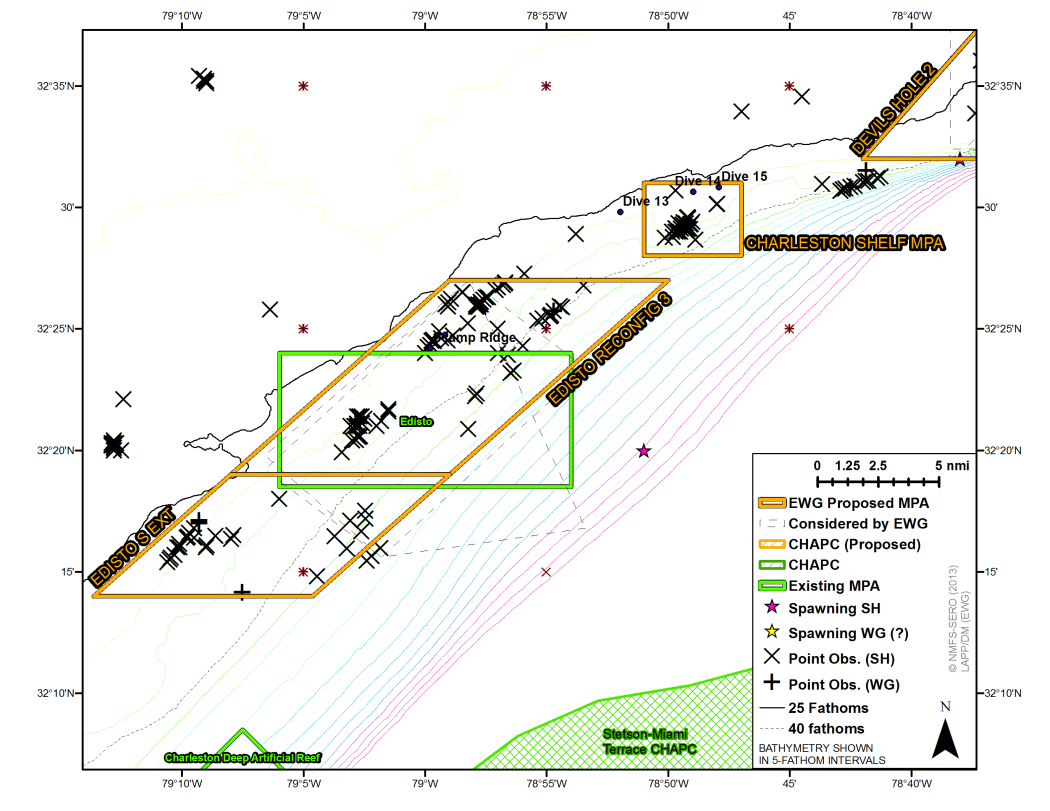 79°10'W 79°5'W 79°0'W 78°55'W 78°50'W 45' 78°40'W
32°35'N 32°35'N
DEVILS HOLE 2
Dive 14 Dive 15
Dive 13
30' 30'
CHARLESTON SHELF MPA
32°25'N 32°25'N
EDISTO RECONFIG 3
Edisto
32°20'N 32°20'N
EDISTO S EXT
15' 15'
32°10'N 32°10'N
Stetson-Miami
Terrace CHAPC
Charleston Deep Artificial Reef
0 1.25 2.5 5 nmi
EWG Proposed MPA
Considered by EWG
CHAPC (Proposed)
CHAPC
Existing MPA
Spawning SH
Spawning WG (?)
Point Obs. (SH)
Point Obs. (WG)
25 Fathoms
40 fathoms
BATHYMETRY SHOWN
IN 5-FATHOM INTERVALS
N
© NMFS-SERO (2013)
LAPP/DM (EWG)
79°10'W 79°5'W 79°0'W 78°55'W 78°50'W 45' 78°40'W